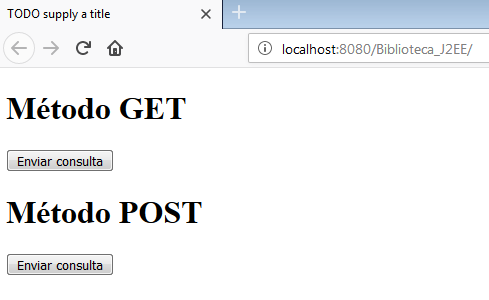 TODO supply a title
localhost:8080/Biblioteca_J2EE/
Método GET
Enviar consulta
Método POST
Enviar consulta